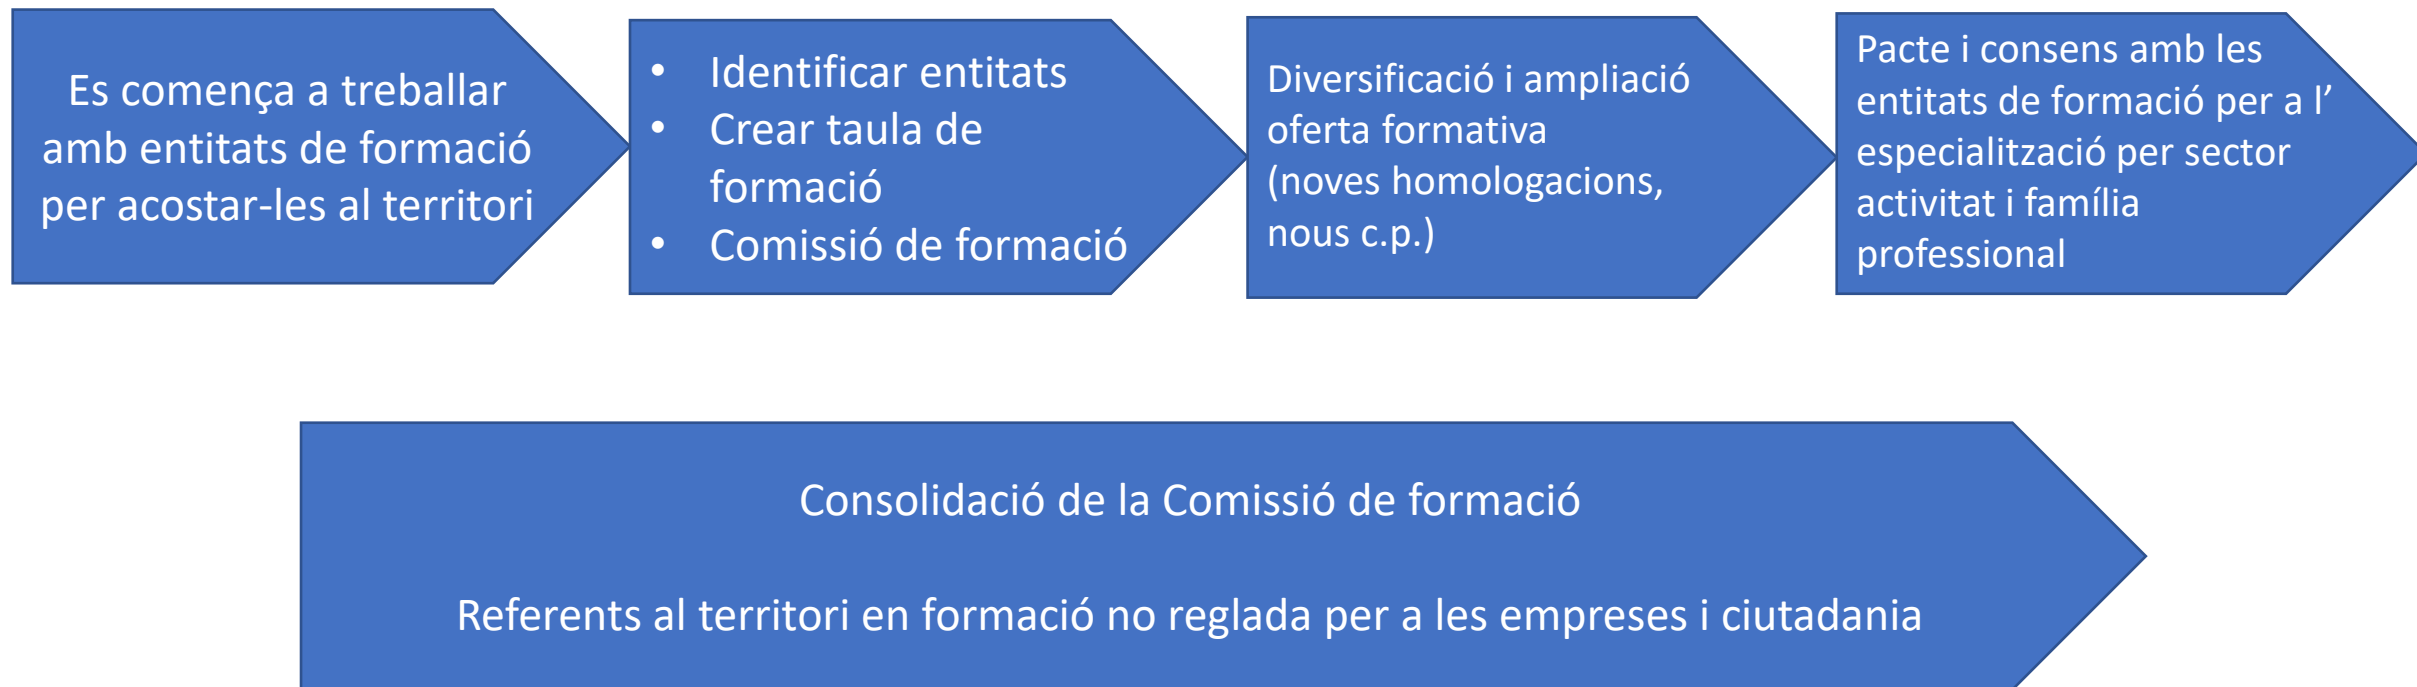 Es comença a treballar
amb entitats de formació
per acostar-les al territori
• Identificar entitats
• Crear taula de
formació
• Comissió de formació
Diversificació i ampliació
oferta formativa
(noves homologacions,
nous c.p.)
Pacte i consens amb les
entitats de formació per a l’
especialització per sector
activitat i família
professional
Consolidació de la Comissió de formació
Referents al territori en formació no reglada per a les empreses i ciutadania